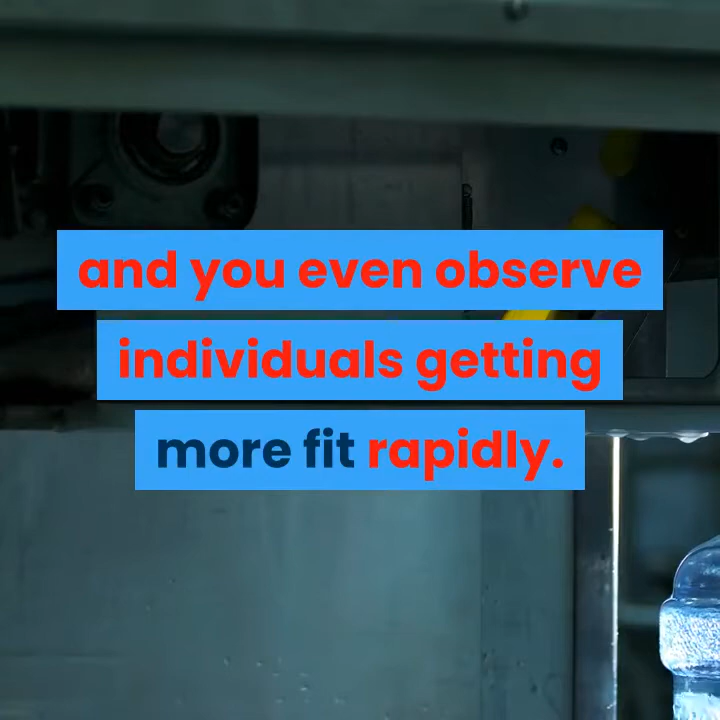 and you even observe
individuals getting
more fit rapidly.